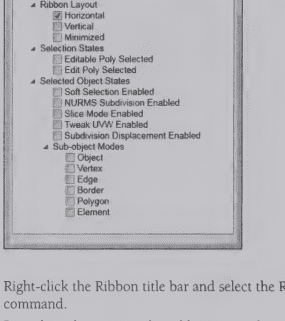 Ribbon Layout
Horizontal
Vertical
Minimized
Selection States
Editable Poly Selected
Edit Poly Selected
Selected Object States
Soft Selection Enabled
NURMS Subdivision Enabled
Slice Mode Enabled
Tweak UVW Enabled
Subdivision Displacement Enabled
Sub-object Modes
Object
Vertex
Edge
Border
Polygon
Element
Right-click the Ribbon title bar and select the
command.